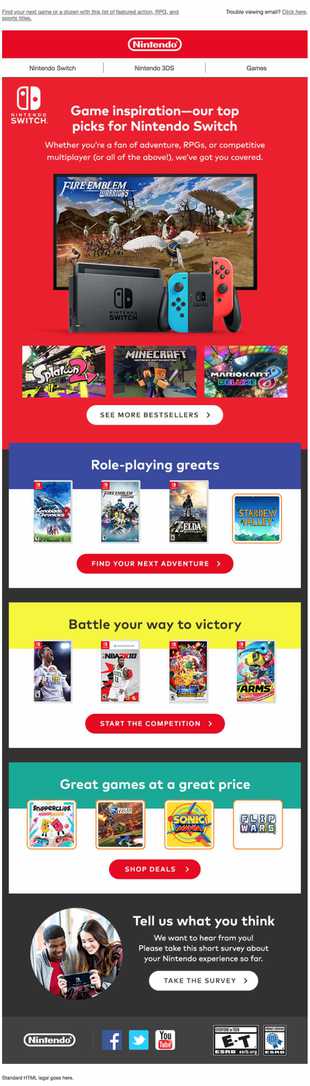 Find your next game or a dozen with this list of featured action, RPG, and
sports titles.
Trouble viewing email? Click here.
Nintendo
Nintendo Switch
Nintendo 3DS
Games
NINTENDO
SWITCH.
Game inspiration—our top
picks for Nintendo Switch
Whether you're a fan of adventure, RPGs, or competitive
multiplayer (or all of the above!), we've got you covered.
FIRE EMBLEM
WARRIORS
NINTENDO
SWITCH
Splatoon 2
MINECRAFT
MARIOKART 8
DELUXE
SEE MORE BESTSELLERS >
Role-playing greats
Xenoblade
Chronicles 2
FIRE EMBLEM
ZELDA
STARDEW
VALLEY
FIND YOUR NEXT ADVENTURE >
Battle your way to victory
NBA 2K18
ARMS
START THE COMPETITION >
Great games at a great price
SNIPPERCLIPS
SONIC
MANIA
FLIP
WARS
SHOP DEALS >
Tell us what you think
We want to hear from you!
Please take this short survey about
your Nintendo experience so far.
TAKE THE SURVEY >
Nintendo
f
You
Tube
EVERYONE
E-T
ESRB esrb.org
ESRB
Standard HTML legal goes here.